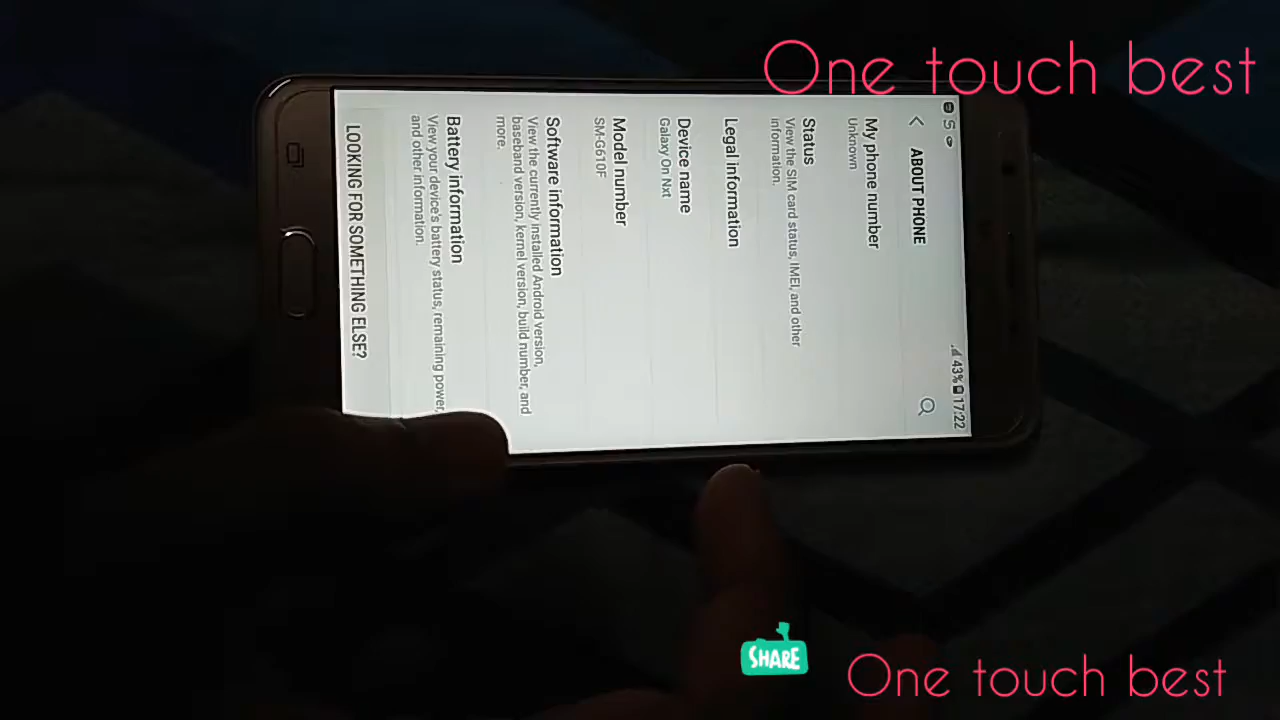 One touch best
43% 17:22
ABOUT PHONE
My phone number
Unknown
Status
View the SIM card status, IMEI, and other
information.
Legal information
Device name
Galaxy On Nxt
Model number
SM-G610F
Software information
View the currently installed Android version,
baseband version, kernel version, build number, and
more.
Battery information
View your device's battery status, remaining power,
and other information.
LOOKING FOR SOMETHING ELSE?
SHARE
One touch best